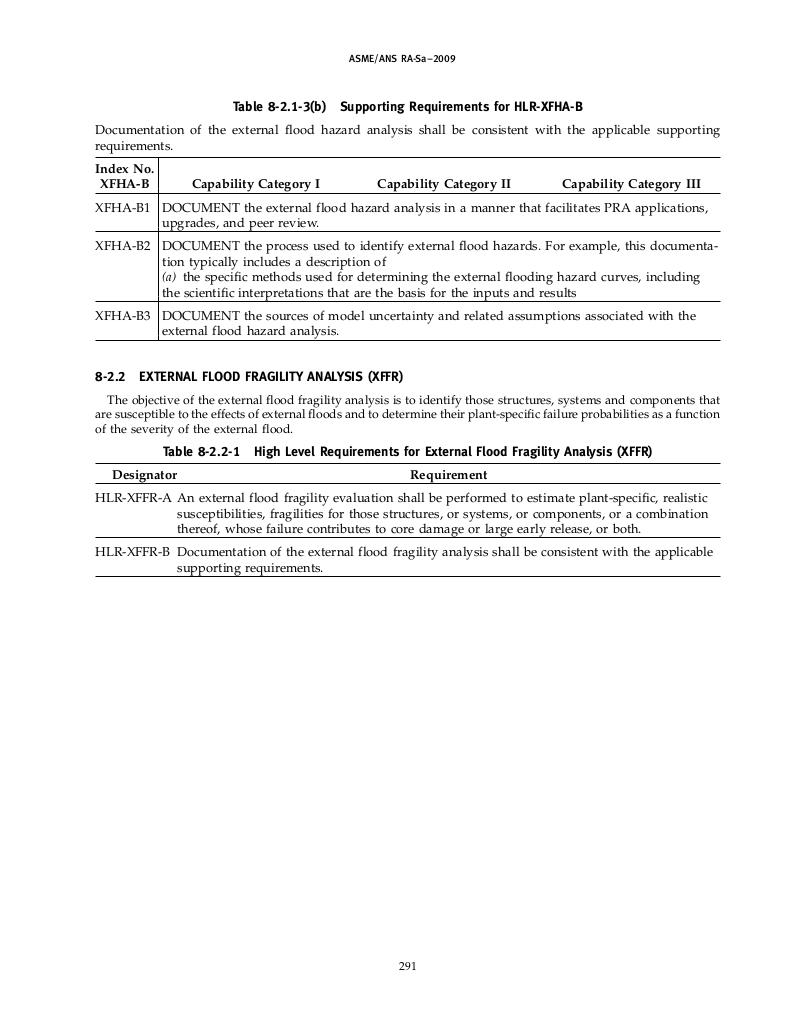 ASME/ANS RA-Sa–2009
Table 8-2.1-3(b) Supporting Requirements for HLR-XFHA-B
Documentation of the external flood hazard analysis shall be consistent with the applicable supporting
requirements.
Index No.
XFHA-B Capability Category I Capability Category II Capability Category III
XFHA-B1 DOCUMENT the external flood hazard analysis in a manner that facilitates PRA applications,
upgrades, and peer review.
XFHA-B2 DOCUMENT the process used to identify external flood hazards. For example, this documenta-
tion typically includes a description of
(a) the specific methods used for determining the external flooding hazard curves, including
the scientific interpretations that are the basis for the inputs and results
XFHA-B3 DOCUMENT the sources of model uncertainty and related assumptions associated with the
external flood hazard analysis.
8-2.2 EXTERNAL FLOOD FRAGILITY ANALYSIS (XFFR)
The objective of the external flood fragility analysis is to identify those structures, systems and components that
are susceptible to the effects of external floods and to determine their plant-specific failure probabilities as a function
of the severity of the external flood.
Table 8-2.2-1 High Level Requirements for External Flood Fragility Analysis (XFFR)
Designator Requirement
HLR-XFFR-A An external flood fragility evaluation shall be performed to estimate plant-specific, realistic
susceptibilities, fragilities for those structures, or systems, or components, or a combination
thereof, whose failure contributes to core damage or large early release, or both.
HLR-XFFR-B Documentation of the external flood fragility analysis shall be consistent with the applicable
supporting requirements.
291